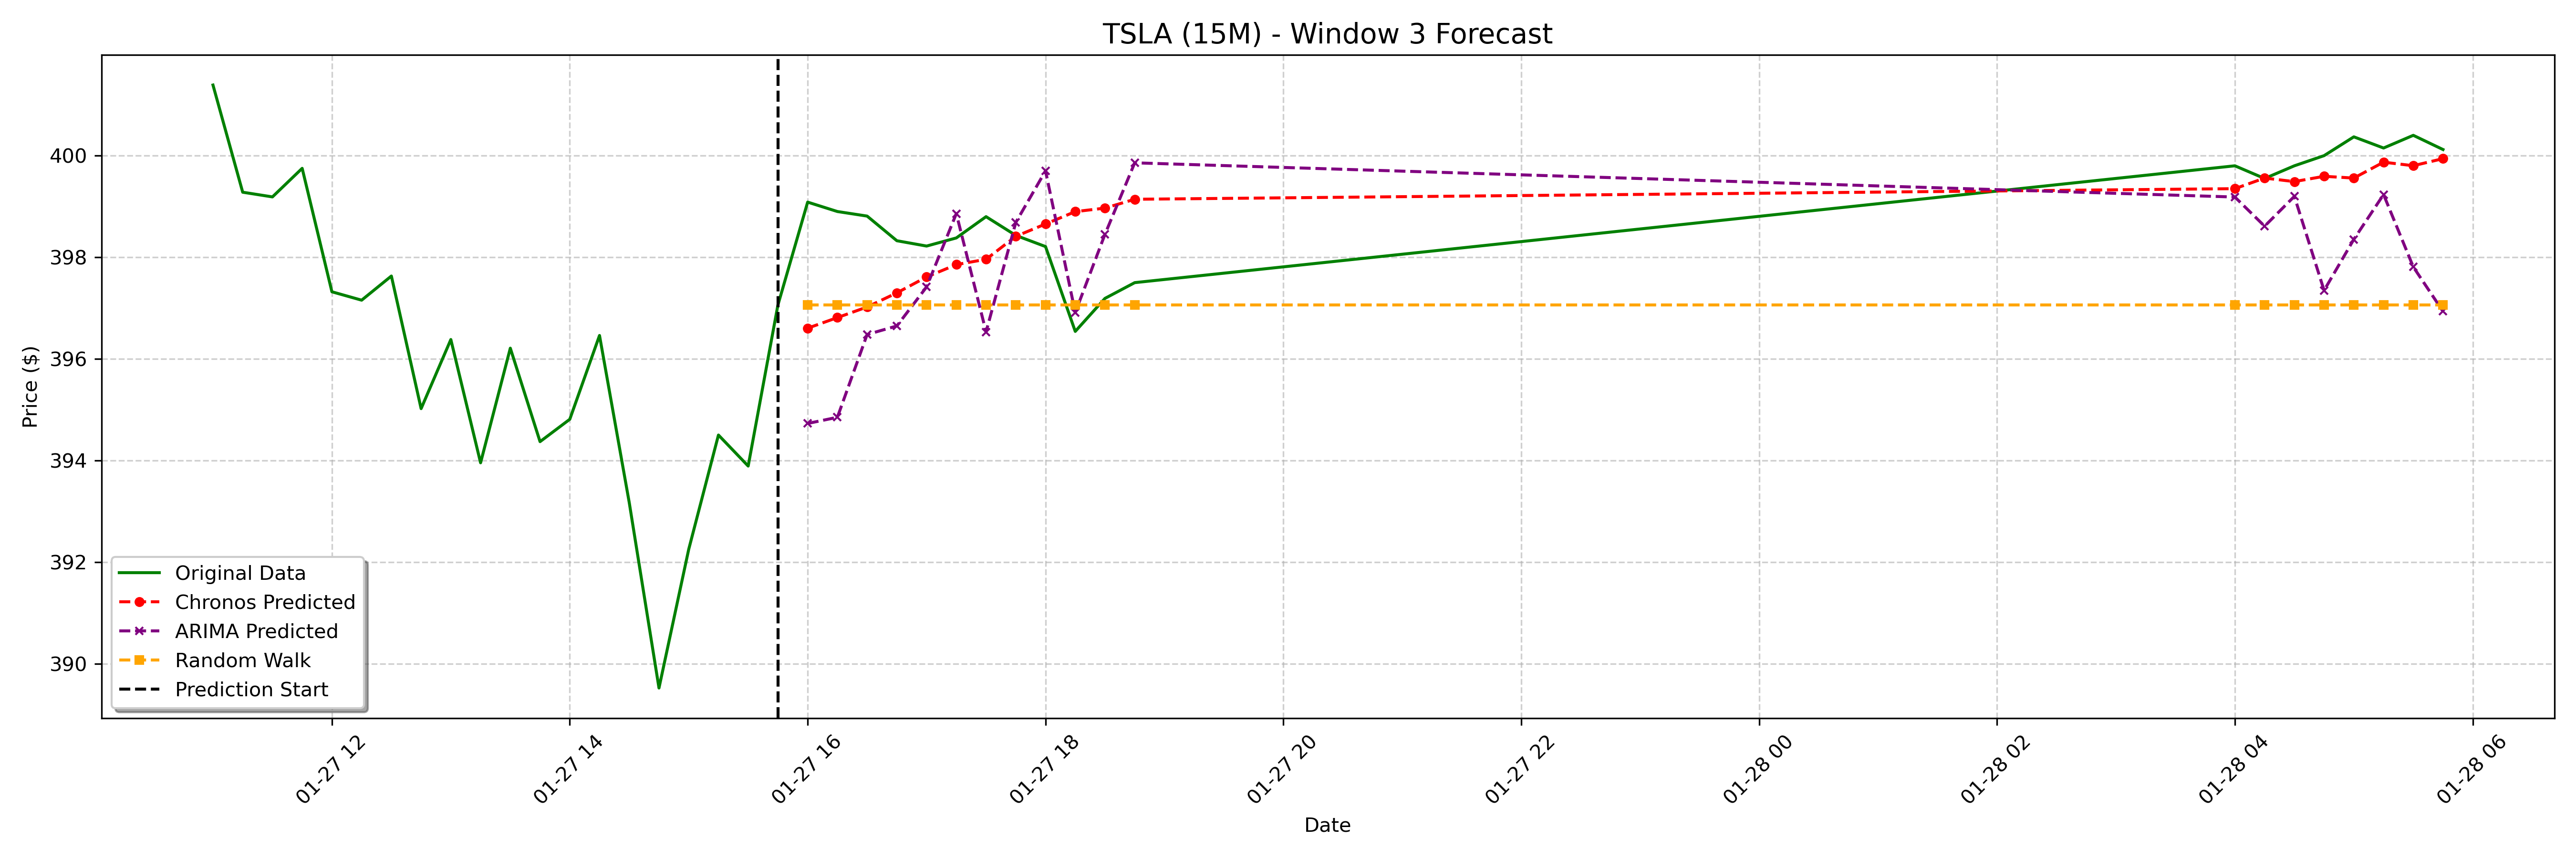 TSLA (15M) - Window 3 Forecast
Price ($)
400
398
396
394
392
390
Original Data
Chronos Predicted
ARIMA Predicted
Random Walk
Prediction Start
01-27 12
01-27 14
01-27 16
01-27 18
01-27 20
01-27 22
01-28 00
01-28 02
01-28 04
01-28 06
Date